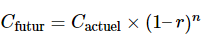 C_futur = C_actuel × (1–r)^n